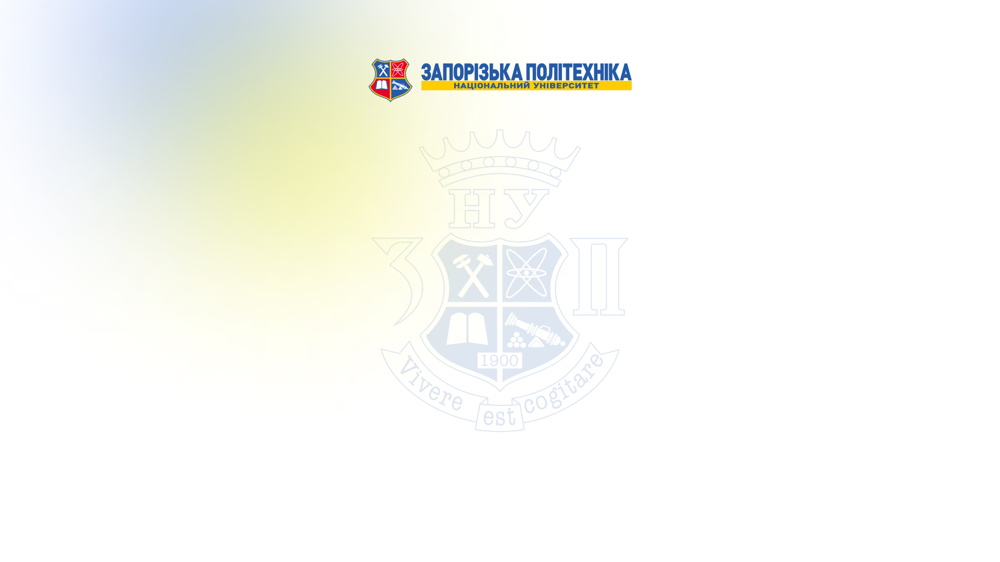 ЗАПОРІЗЬКА ПОЛІТЕХНІКА
НАЦІОНАЛЬНИЙ УНІВЕРСИТЕТ
НУ
З П
1900
Vivere est cogitare